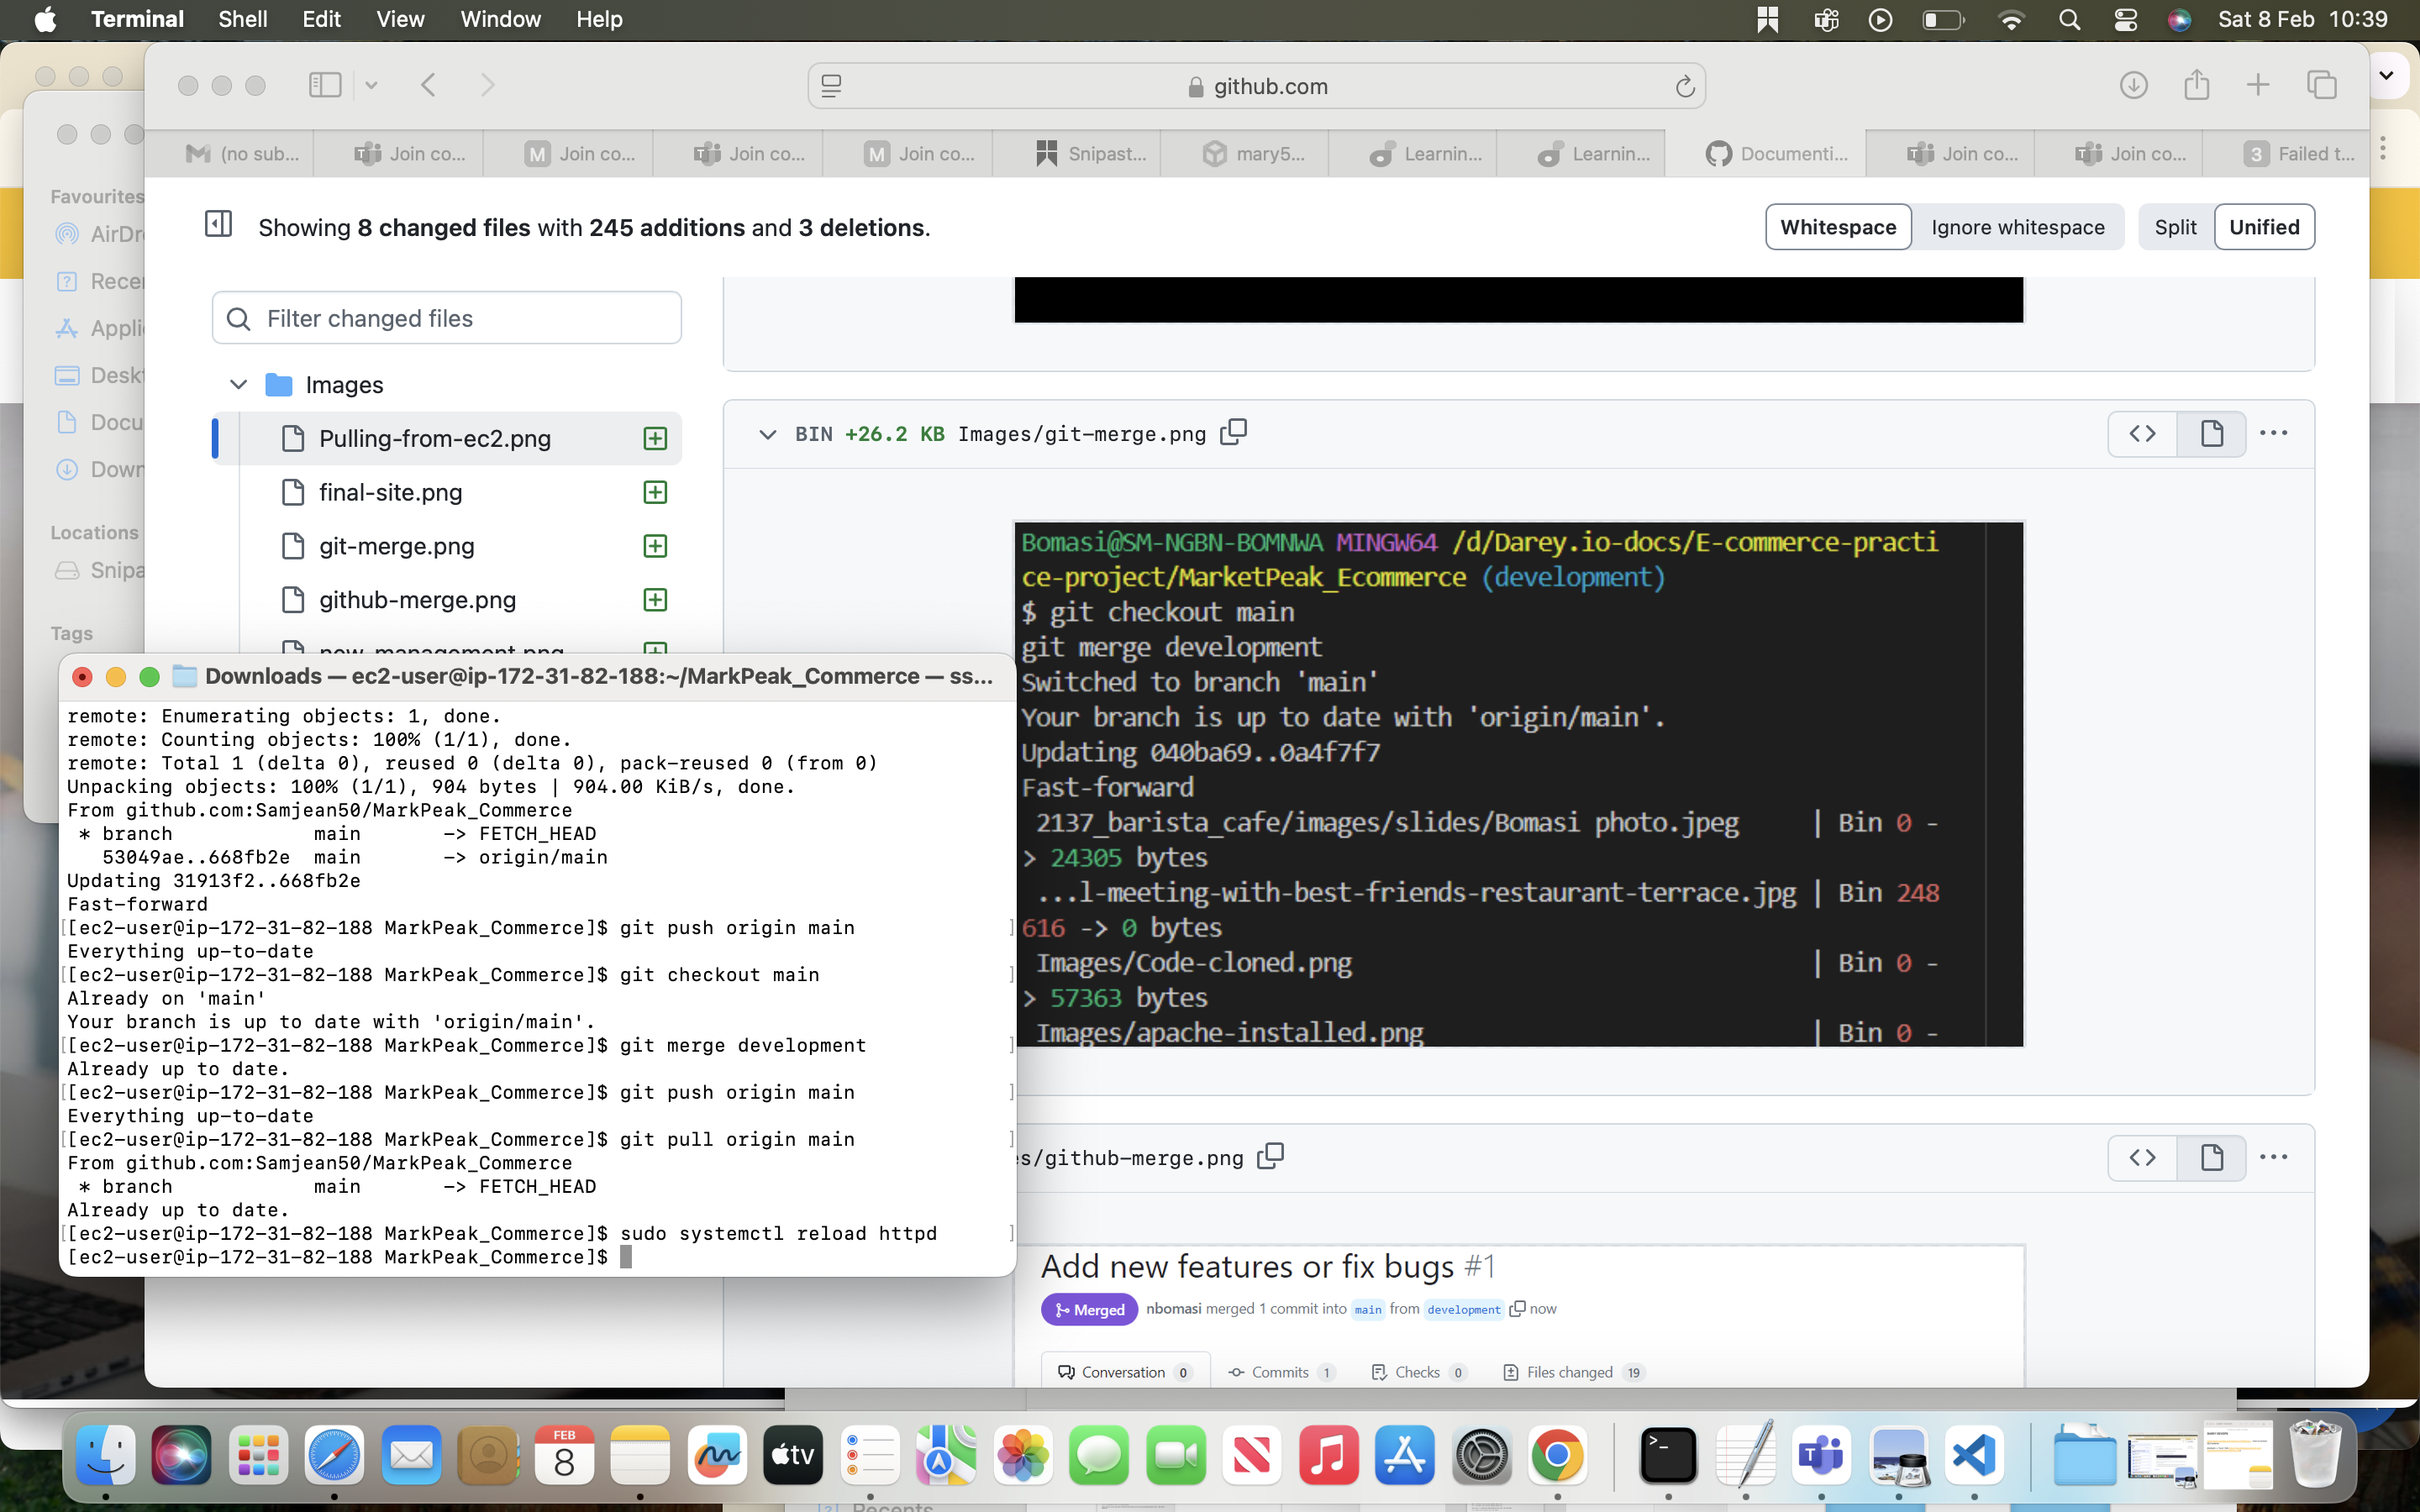 Terminal Shell Edit View Window Help
Sat 8 Feb 10:39
github.com
(no sub...
Join co...
Join co...
Join co...
Join co...
Snipast...
mary5...
Learnin...
Learnin...
Documenti...
Join co...
Join co...
3 Failed t...
Favourites
AirDr
Recer
Appli
Deskt
Docu
Down
Locations
Snipa
Tags
Showing 8 changed files with 245 additions and 3 deletions.
Whitespace Ignore whitespace Split Unified
Filter changed files
Images
Pulling-from-ec2.png
final-site.png
git-merge.png
github-merge.png
new-management.png
BIN +26.2 KB Images/git-merge.png
Bomasi@SM-NGBN-BOMNWA MINGW64 /d/Darey.io-docs/E-commerce-practi
ce-project/MarketPeak_Ecommerce (development)
$ git checkout main
git merge development
Switched to branch 'main'
Your branch is up to date with 'origin/main'.
Updating 040ba69..0a4f7f7
Fast-forward
2137_barista_cafe/images/slides/Bomasi photo.jpeg | Bin 0 -
> 24305 bytes
...l-meeting-with-best-friends-restaurant-terrace.jpg | Bin 248
616 -> 0 bytes
Images/Code-cloned.png | Bin 0 -
> 57363 bytes
Images/apache-installed.png | Bin 0 -
s/github-merge.png
Add new features or fix bugs #1
Merged nbomasi merged 1 commit into main from development now
Conversation 0 Commits 1 Checks 0 Files changed 19
Downloads — ec2-user@ip-172-31-82-188:~/MarkPeak_Commerce — ss...
remote: Enumerating objects: 1, done.
remote: Counting objects: 100% (1/1), done.
remote: Total 1 (delta 0), reused 0 (delta 0), pack-reused 0 (from 0)
Unpacking objects: 100% (1/1), 904 bytes | 904.00 KiB/s, done.
From github.com:Samjean50/MarkPeak_Commerce
* branch main -> FETCH_HEAD
53049ae..668fb2e main -> origin/main
Updating 31913f2..668fb2e
Fast-forward
[[ec2-user@ip-172-31-82-188 MarkPeak_Commerce]$ git push origin main ]
Everything up-to-date
[[ec2-user@ip-172-31-82-188 MarkPeak_Commerce]$ git checkout main ]
Already on 'main'
Your branch is up to date with 'origin/main'.
[[ec2-user@ip-172-31-82-188 MarkPeak_Commerce]$ git merge development ]
Already up to date.
[[ec2-user@ip-172-31-82-188 MarkPeak_Commerce]$ git push origin main ]
Everything up-to-date
[[ec2-user@ip-172-31-82-188 MarkPeak_Commerce]$ git pull origin main ]
From github.com:Samjean50/MarkPeak_Commerce
* branch main -> FETCH_HEAD
Already up to date.
[[ec2-user@ip-172-31-82-188 MarkPeak_Commerce]$ sudo systemctl reload httpd ]
[ec2-user@ip-172-31-82-188 MarkPeak_Commerce]$
FEB
8
tv
Recents